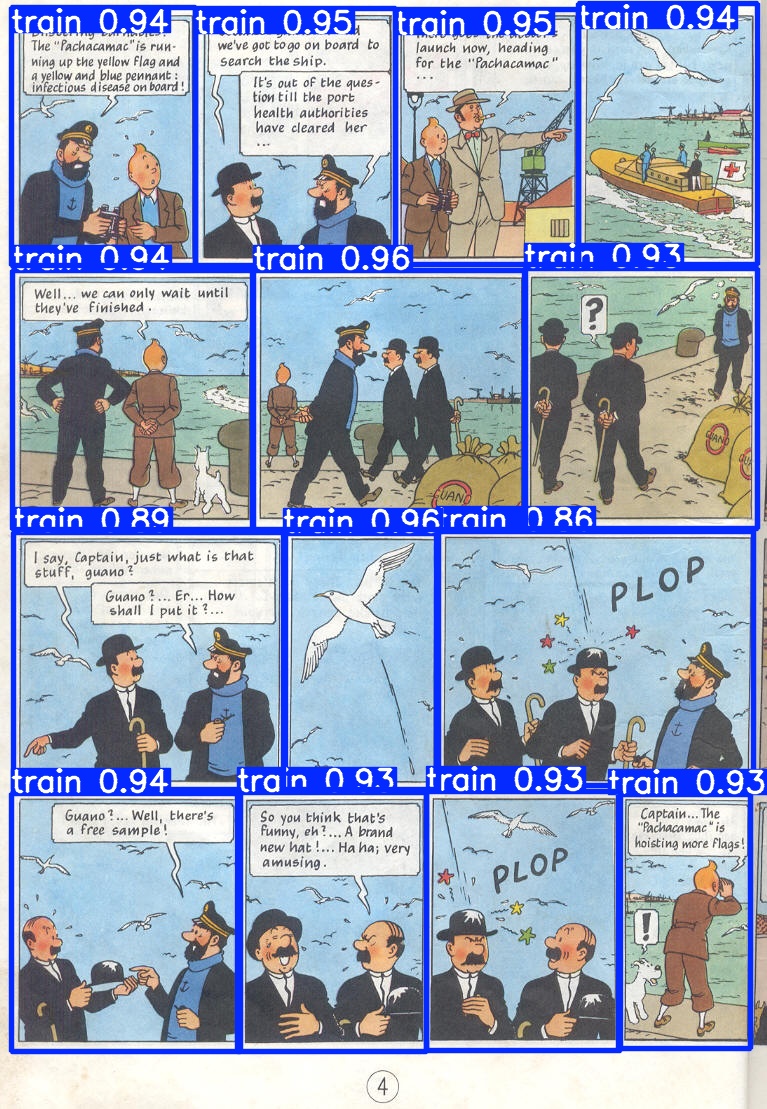 train 0.94
The "Pachacamac" is run-
ning up the yellow flag and
a yellow and blue pennant :
infectious disease on board!
train 0.95
we've got to go on board to
search the ship.
It's out of the ques-
tion till the port
health authorities
have cleared her
...
train 0.95
launch now, heading
for the "Pachacamac"
...
train 0.94
train 0.94
Well... we can only wait until
they've finished.
train 0.96
GUANO
train 0.93
?
GUANO
train 0.89
I say, Captain, just what is that
stuff, guano?
Guano?... Er... How
shall I put it?...
train 0.96
train 0.86
PLOP
train 0.94
Guano?... Well, there's
a free sample!
train 0.93
So you think that's
funny, eh?... A brand
new hat!... Ha ha; very
amusing.
train 0.93
PLOP
train 0.93
Captain... The
"Pachacamac" is
hoisting more flags!
!
4